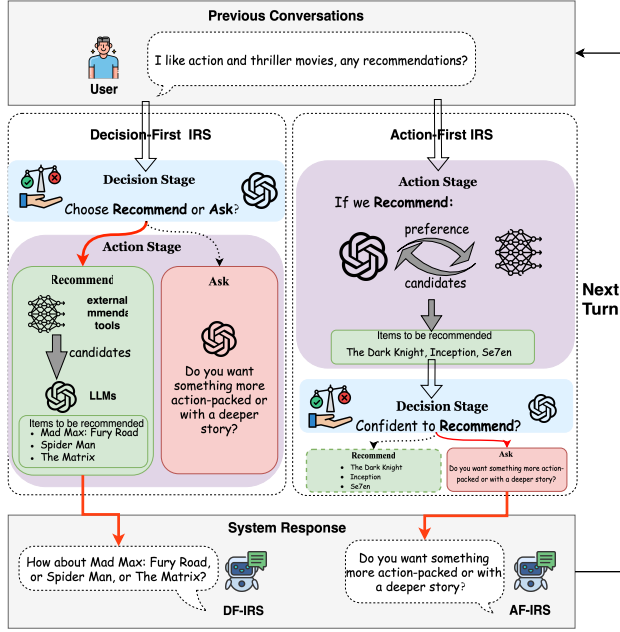 Previous Conversations
I like action and thriller movies, any recommendations?
User
Decision-First IRS
Decision Stage
Choose Recommend or Ask?
Action Stage
Recommend
external
mmenda
tools
candidates
LLMs
Items to be recommended
• Mad Max: Fury Road
• Spider Man
• The Matrix
Ask
Do you want
something more
action-packed or
with a deeper
story?
Action-First IRS
Action Stage
If we Recommend:
preference
candidates
Items to be recommended
The Dark Knight, Inception, Se7en
Decision Stage
Confident to Recommend?
Recommend
• The Dark Knight
• Inception
• Se7en
Ask
Do you want something more action-
packed or with a deeper story?
Next
Turn
System Response
How about Mad Max: Fury Road,
or Spider Man, or The Matrix?
DF-IRS
Do you want something
more action-packed or with
a deeper story?
AF-IRS